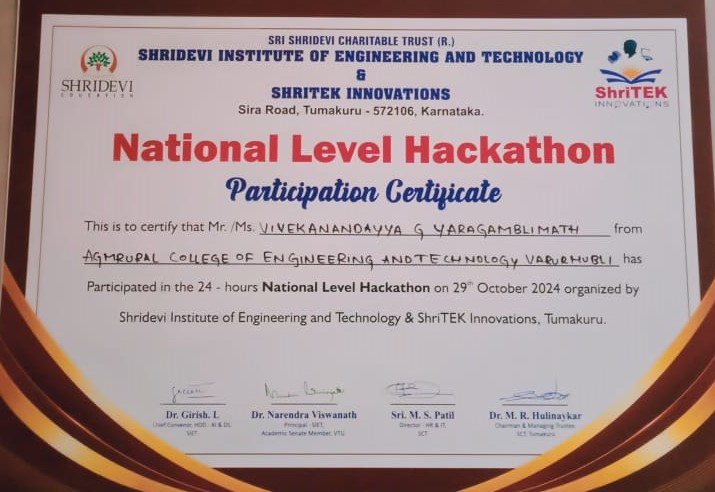 SRI SHRIDEVI CHARITABLE TRUST (R.)
SHRIDEVI INSTITUTE OF ENGINEERING AND TECHNOLOGY
&
SHRITEK INNOVATIONS
Sira Road, Tumakuru - 572106, Karnataka.
SHRIDEVI
EDUCATION
ShriTEK
INNOVATIONS
National Level Hackathon
Participation Certificate
This is to certify that Mr. /Ms. VIVEKANANDAYYA G YARAGAMBLIMATH from
AGMRURAL COLLEGE OF ENGINEERING AND TECHNOLOGY VARURHUBLI has
Participated in the 24 - hours National Level Hackathon on 29th October 2024 organized by
Shridevi Institute of Engineering and Technology & ShriTEK Innovations, Tumakuru.
Dr. Girish. L Dr. Narendra Viswanath Sri. M. S. Patil Dr. M. R. Hulinaykar
Chief Convenor, HOD - AI & DS, Principal - SIET, Director - HR & IT, Chairman & Managing Trustee,
SIET Academic Senate Member, VTU SCT SCT, Tumakuru